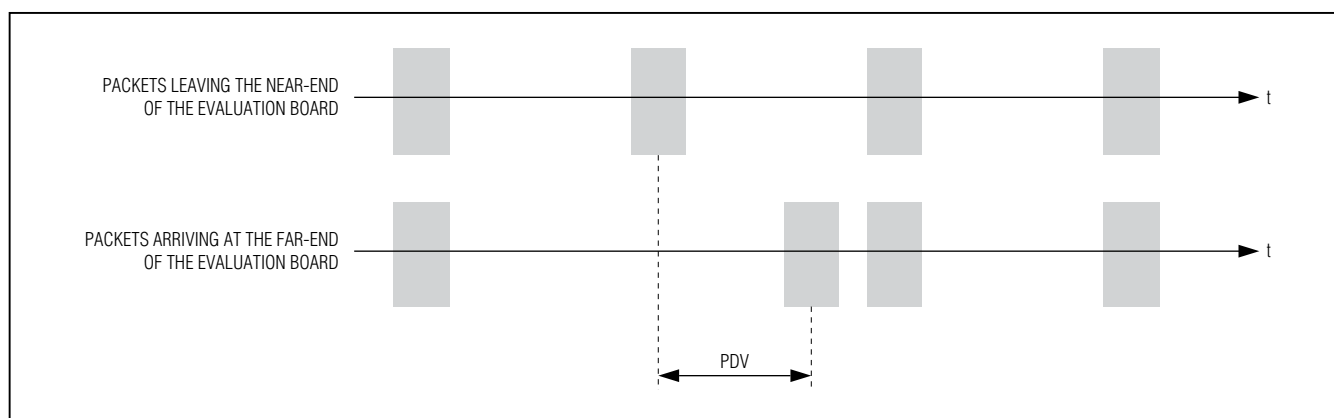 PACKETS LEAVING THE NEAR-END
OF THE EVALUATION BOARD
t
PACKETS ARRIVING AT THE FAR-END
OF THE EVALUATION BOARD
t
PDV